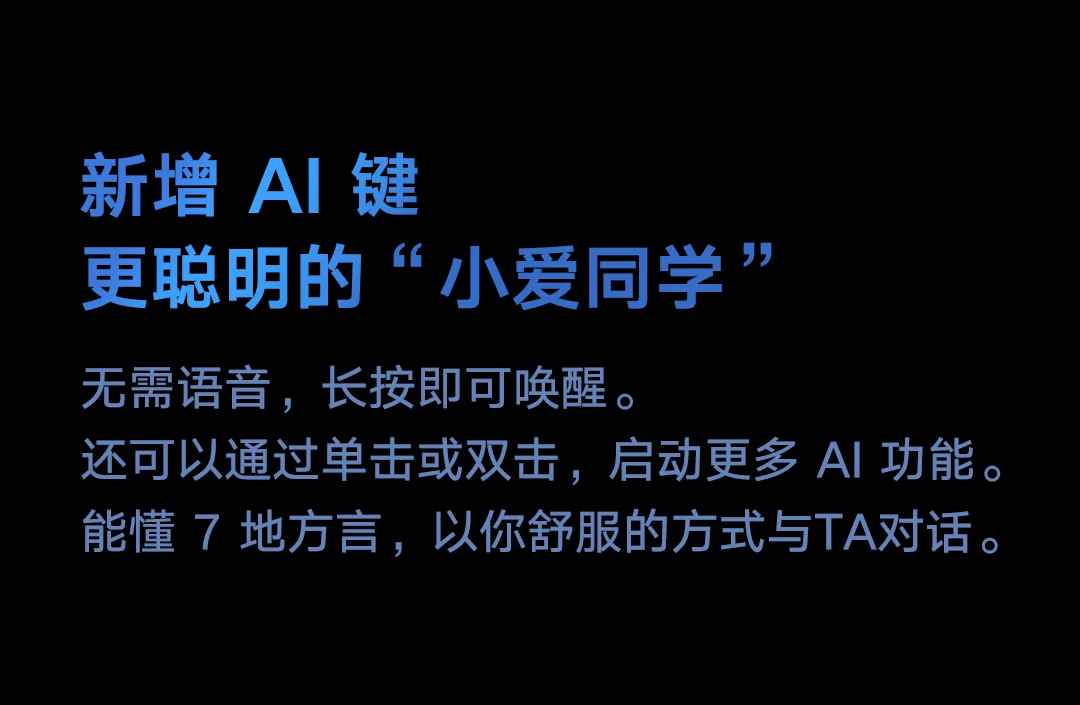 新增 AI 键
更聪明的“小爱同学”
无需语音，长按即可唤醒。
还可以通过单击或双击，启动更多 AI 功能。
能懂 7 地方言，以你舒服的方式与TA对话。